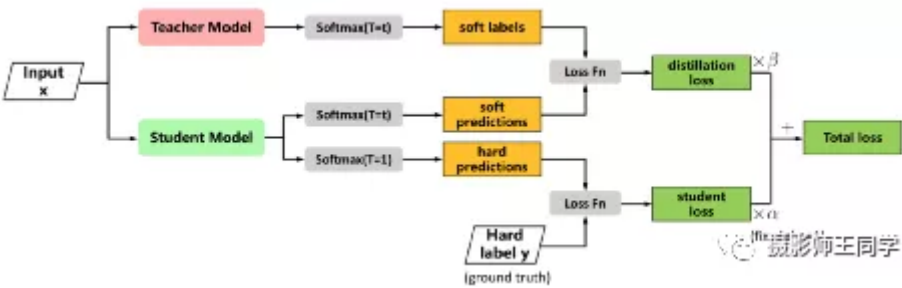 Input
x
Teacher Model
Softmax(T=t)
soft labels
Loss Fn
distillation
loss
×β
Student Model
Softmax(T=t)
soft
predictions
Softmax(T=1)
hard
predictions
+
Total loss
Loss Fn
student
loss
×α
Hard
label y
(ground truth)
摄影师王同学